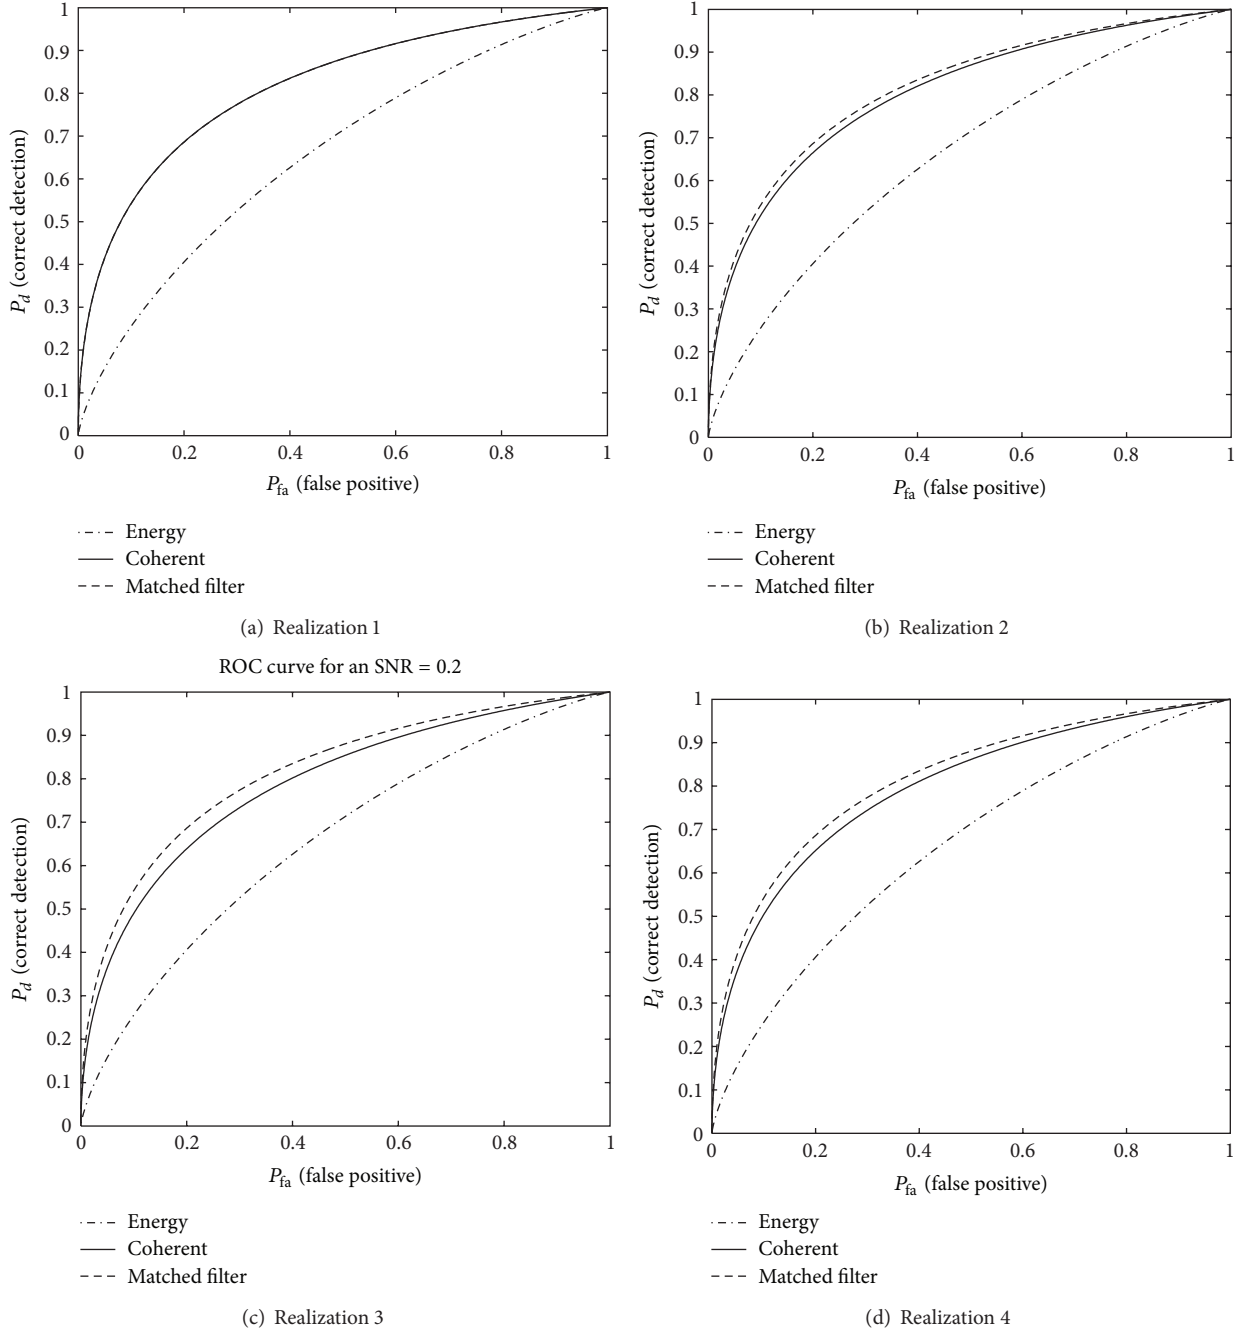 1
0.9
0.8
0.7
0.6
0.5
0.4
0.3
0.2
0.1
0
P_d (correct detection)
0 0.2 0.4 0.6 0.8 1
P_fa (false positive)
Energy
Coherent
Matched filter
(a) Realization 1
1
0.9
0.8
0.7
0.6
0.5
0.4
0.3
0.2
0.1
0
P_d (correct detection)
0 0.2 0.4 0.6 0.8 1
P_fa (false positive)
Energy
Coherent
Matched filter
(b) Realization 2
ROC curve for an SNR = 0.2
1
0.9
0.8
0.7
0.6
0.5
0.4
0.3
0.2
0.1
0
P_d (correct detection)
0 0.2 0.4 0.6 0.8 1
P_fa (false positive)
Energy
Coherent
Matched filter
(c) Realization 3
1
0.9
0.8
0.7
0.6
0.5
0.4
0.3
0.2
0.1
0
P_d (correct detection)
0 0.2 0.4 0.6 0.8 1
P_fa (false positive)
Energy
Coherent
Matched filter
(d) Realization 4